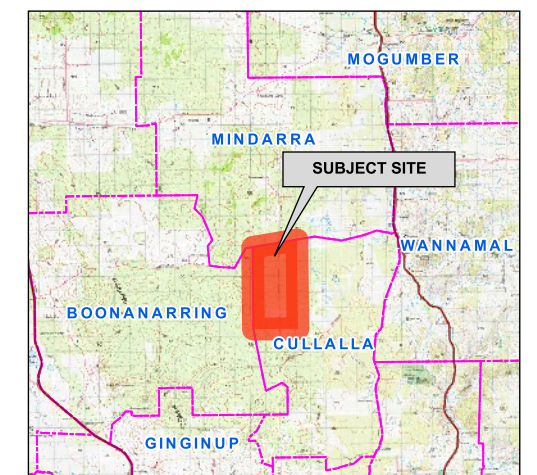 MOGUMBER
MINDARRA
SUBJECT SITE
WANNAMAL
BOONANARRING
CULLALLA
GINGINUP